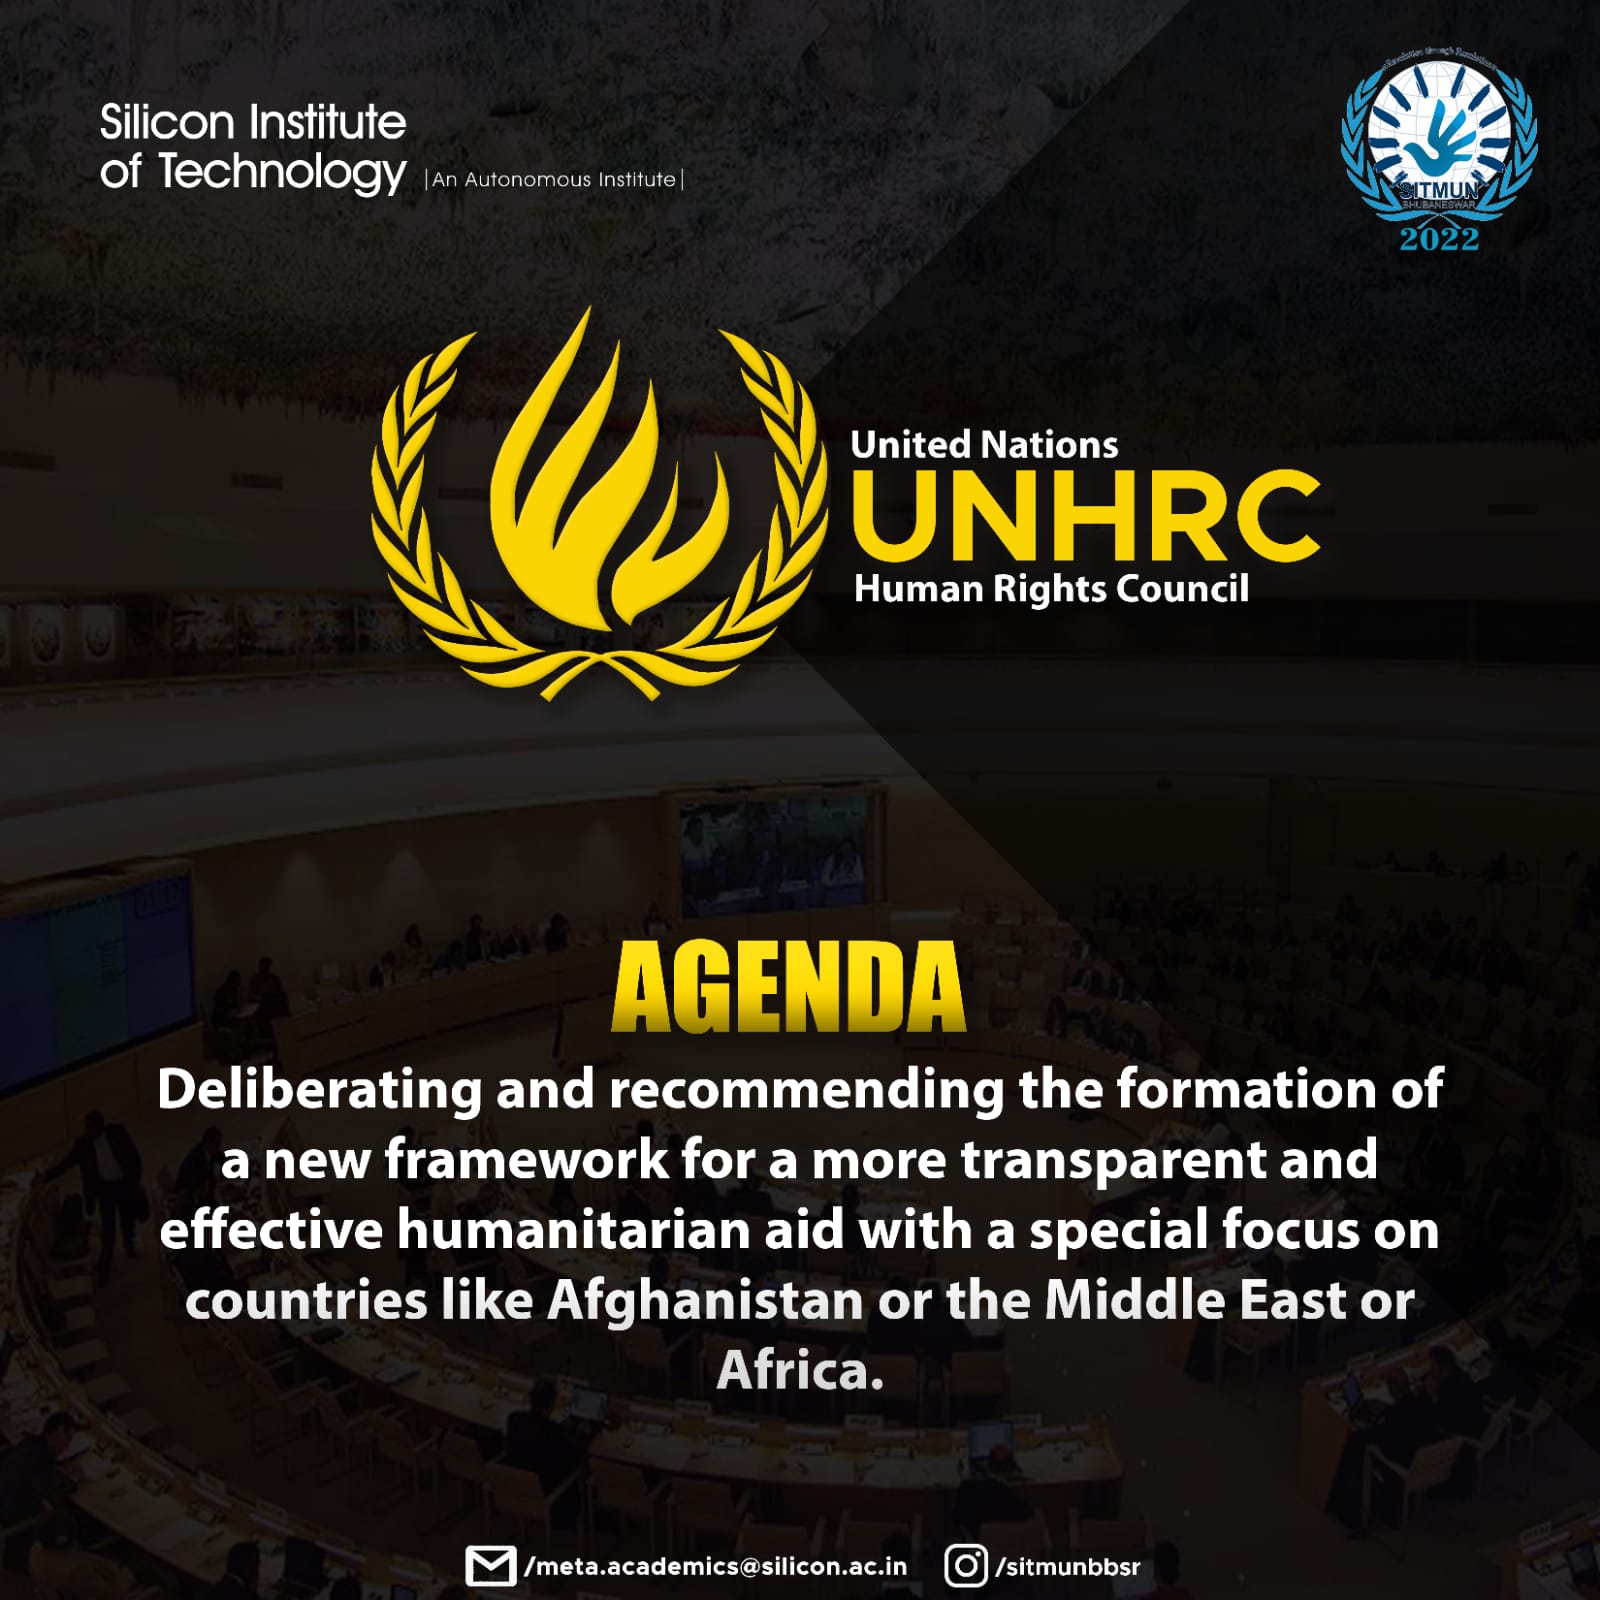 Silicon Institute
of Technology |An Autonomous Institute|
SITMUN
BHUBANESWAR
2022
United Nations
UNHRC
Human Rights Council
AGENDA
Deliberating and recommending the formation of
a new framework for a more transparent and
effective humanitarian aid with a special focus on
countries like Afghanistan or the Middle East or
Africa.
/meta.academics@silicon.ac.in
/sitmunbbsr